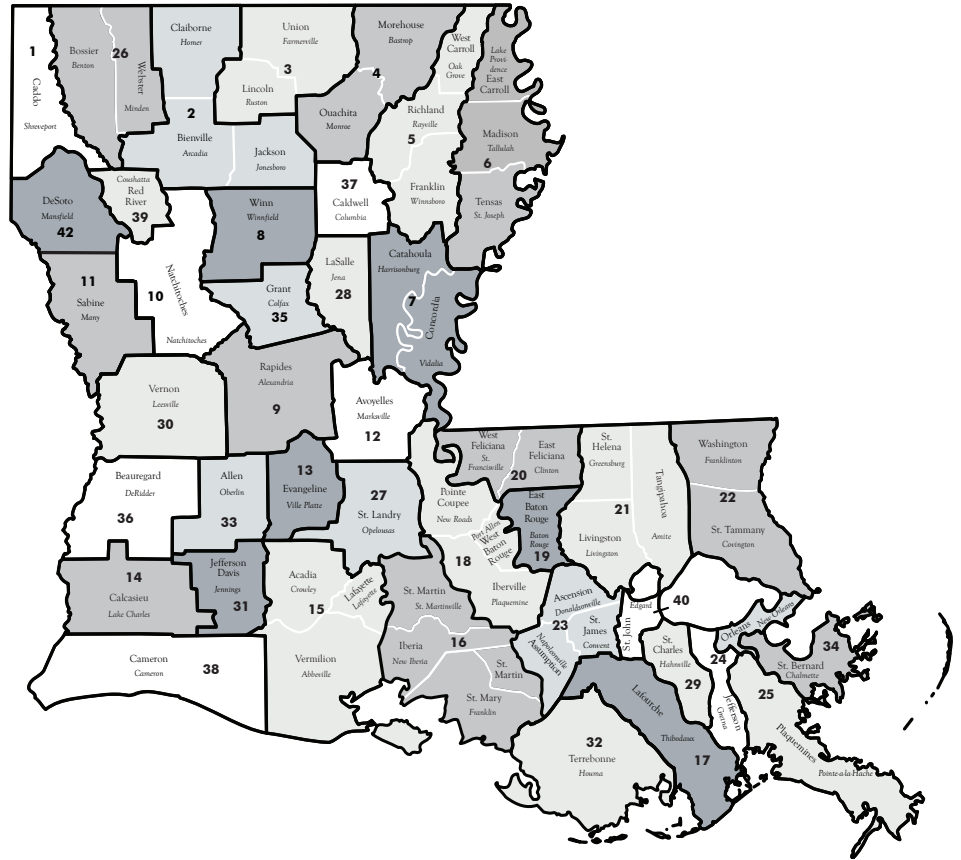 1
Caddo
Shreveport
Bossier
Benton
26
Webster
Minden
Claiborne
Homer
2
Bienville
Arcadia
Jackson
Jonesboro
Union
Farmerville
3
Lincoln
Ruston
Morehouse
Bastrop
4
Ouachita
Monroe
West
Carroll
Oak
Grove
Richland
Rayville
5
Franklin
Winnsboro
Lake
Provi
dence
East
Carroll
Madison
Tallulah
6
Tensas
St. Joseph
DeSoto
Mansfield
42
Coushatta
Red
River
39
Winn
Winnfield
8
37
Caldwell
Columbia
11
Sabine
Many
10
Natchitoches
Natchitoches
Grant
Colfax
35
LaSalle
Jena
28
Catahoula
Harrisonburg
7
Concordia
Vidalia
Vernon
Leesville
30
Rapides
Alexandria
9
Avoyelles
Marksville
12
Beauregard
DeRidder
36
Allen
Oberlin
33
13
Evangeline
Ville Platte
27
St. Landry
Opelousas
Pointe
Coupee
New Roads
Port Allen
West
Baton
Rouge
18
Iberville
Plaquemine
West
Feliciana
St.
Francisville
20
East
Feliciana
Clinton
East
Baton
Rouge
Baton
Rouge
19
St.
Helena
Greensburg
21
Livingston
Livingston
Tangipahoa
Amite
Washington
Franklinton
22
St. Tammany
Covington
14
Calcasieu
Lake Charles
Jefferson
Davis
Jennings
31
Acadia
Crowley
15
Lafayette
Lafayette
Vermilion
Abbeville
Cameron
Cameron
38
St. Martin
St. Martinville
Iberia
New Iberia
16
St.
Martin
St. Mary
Franklin
Ascension
Donaldsonville
23
St.
James
Convent
Napoleonville
Assumption
St. John
Edgard
40
St.
Charles
Hahnville
29
24
Jefferson
Gretna
Orleans
New Orleans
34
St. Bernard
Chalmette
25
Plaquemines
Pointe-a-la-Hache
Lafourche
Thibodaux
17
32
Terrebonne
Houma